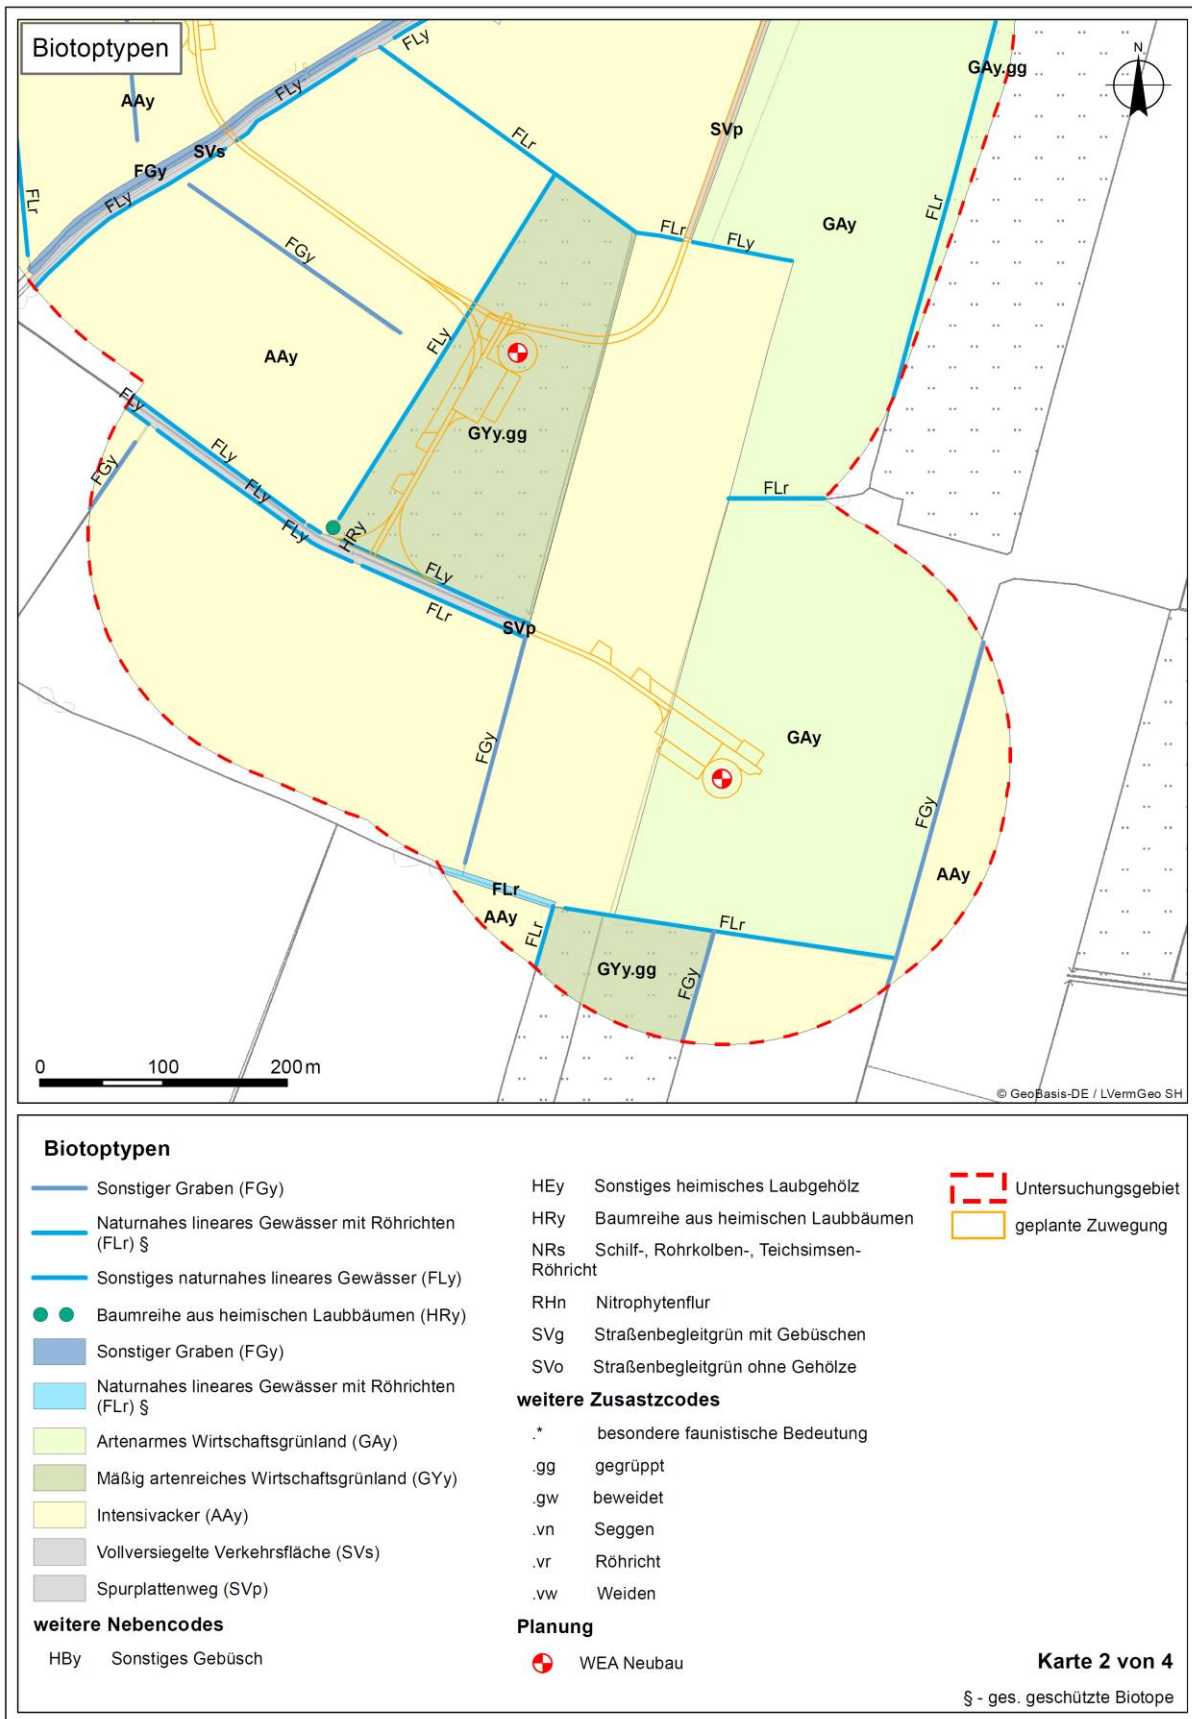 Biotoptypen
N
FLy
GAy.gg
FLy
AAy
SVp
FLr
SVs
FGy
FLy
FLr
FLr
GAy
FLr
FLy
FGy
FLy
AAy
FLy
GYy.gg
FLy
FGy
FLy
FLr
FLy
HRy
FLy
FLr
SVp
FGy
GAy
FGy
AAy
FLr
AAy
FLr
FLr
GYy.gg
FGy
0 100 200 m
© GeoBasis-DE / LVermGeo SH
Biotoptypen
Sonstiger Graben (FGy)
Naturnahes lineares Gewässer mit Röhrichten
(FLr) §
Sonstiges naturnahes lineares Gewässer (FLy)
Baumreihe aus heimischen Laubbäumen (HRy)
Sonstiger Graben (FGy)
Naturnahes lineares Gewässer mit Röhrichten
(FLr) §
Artenarmes Wirtschaftsgrünland (GAy)
Mäßig artenreiches Wirtschaftsgrünland (GYy)
Intensivacker (AAy)
Vollversiegelte Verkehrsfläche (SVs)
Spurplattenweg (SVp)
weitere Nebencodes
HBy Sonstiges Gebüsch
HEy Sonstiges heimisches Laubgehölz
HRy Baumreihe aus heimischen Laubbäumen
NRs Schilf-, Rohrkolben-, Teichsimsen-
Röhricht
RHn Nitrophytenflur
SVg Straßenbegleitgrün mit Gebüschen
SVo Straßenbegleitgrün ohne Gehölze
weitere Zusastzcodes
.* besondere faunistische Bedeutung
.gg gegrüppt
.gw beweidet
.vn Seggen
.vr Röhricht
.vw Weiden
Planung
WEA Neubau
Untersuchungsgebiet
geplante Zuwegung
Karte 2 von 4
§ - ges. geschützte Biotope